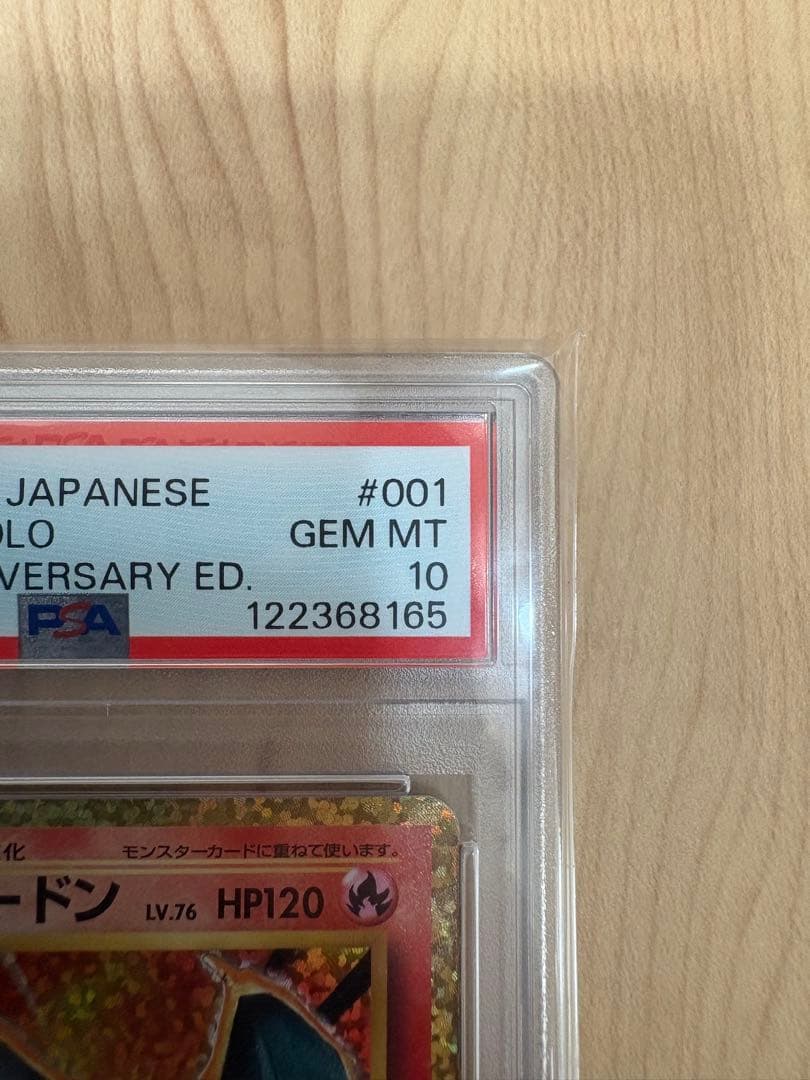 JAPANESE #001
OLO GEM MT
VERSARY ED. 10
PSA 122368165
化 モンスターカードに重ねて使います。
ードン LV.76 HP120